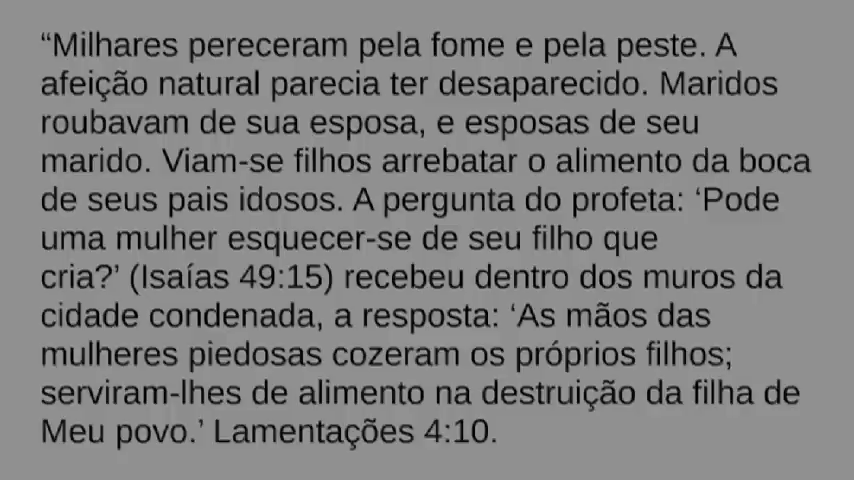 “Milhares pereceram pela fome e pela peste. A
afeição natural parecia ter desaparecido. Maridos
roubavam de sua esposa, e esposas de seu
marido. Viam-se filhos arrebatar o alimento da boca
de seus pais idosos. A pergunta do profeta: ‘Pode
uma mulher esquecer-se de seu filho que
cria?’ (Isaías 49:15) recebeu dentro dos muros da
cidade condenada, a resposta: ‘As mãos das
mulheres piedosas cozeram os próprios filhos;
serviram-lhes de alimento na destruição da filha de
Meu povo.’ Lamentações 4:10.